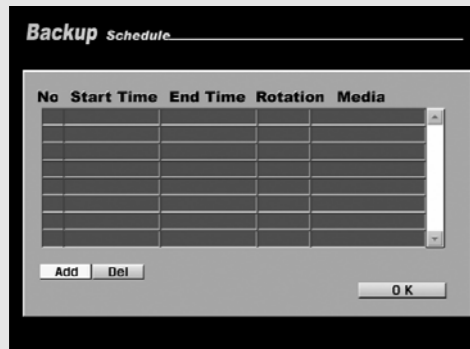 Backup Schedule
No Start Time End Time Rotation Media
Add Del
OK